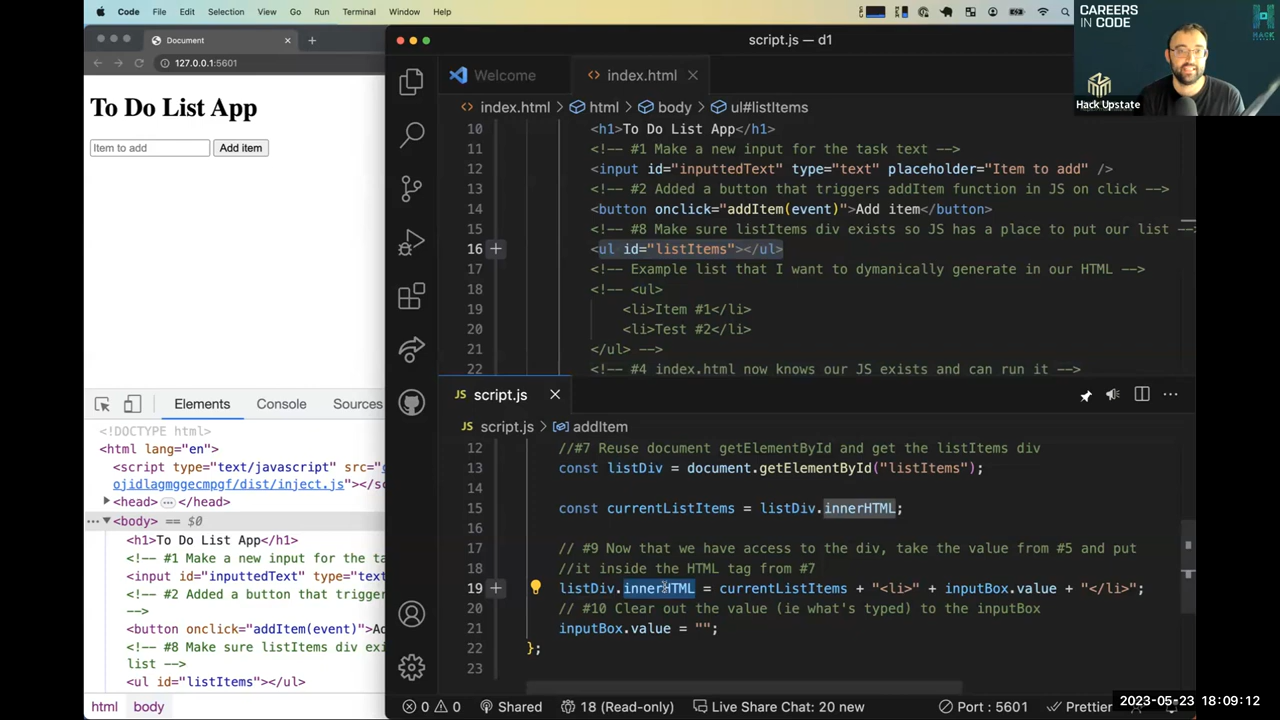 Code File Edit Selection View Go Run Terminal Window Help
CAREERS
IN CODE
HACK
UPSTATE
Hack Upstate
Document
127.0.0.1:5601
To Do List App
Item to add
Add item
script.js — d1
Welcome
index.html
index.html > html > body > ul#listItems
10 <h1>To Do List App</h1>
11 <!-- #1 Make a new input for the task text -->
12 <input id="inputtedText" type="text" placeholder="Item to add" />
13 <!-- #2 Added a button that triggers addItem function in JS on click -->
14 <button onclick="addItem(event)">Add item</button>
15 <!-- #8 Make sure listItems div exists so JS has a place to put our list -->
16 <ul id="listItems"></ul>
17 <!-- Example list that I want to dymanically generate in our HTML -->
18 <!-- <ul>
19 <li>Item #1</li>
20 <li>Test #2</li>
21 </ul> -->
22 <!-- #4 index.html now knows our JS exists and can run it -->
JS script.js
JS script.js > addItem
12 //#7 Reuse document getElementById and get the listItems div
13 const listDiv = document.getElementById("listItems");
14
15 const currentListItems = listDiv.innerHTML;
16
17 // #9 Now that we have access to the div, take the value from #5 and put
18 //it inside the HTML tag from #7
19 listDiv.innerHTML = currentListItems + "<li>" + inputBox.value + "</li>";
20 // #10 Clear out the value (ie what's typed) to the inputBox
21 inputBox.value = "";
22 };
23
Elements Console Sources
<!DOCTYPE html>
<html lang="en">
<script type="text/javascript" src="c
ojidlagmggecmpgf/dist/inject.js"></s
<head> ... </head>
... <body> == $0
<h1>To Do List App</h1>
<!-- #1 Make a new input for the ta
<input id="inputtedText" type="text
<!-- #2 Added a button that trigger
<button onclick="addItem(event)">Ad
<!-- #8 Make sure listItems div exi
list -->
<ul id="listItems"></ul>
html body
0 0 Shared 18 (Read-only) Live Share Chat: 20 new Port : 5601 Prettier
2023-05-23 18:09:12